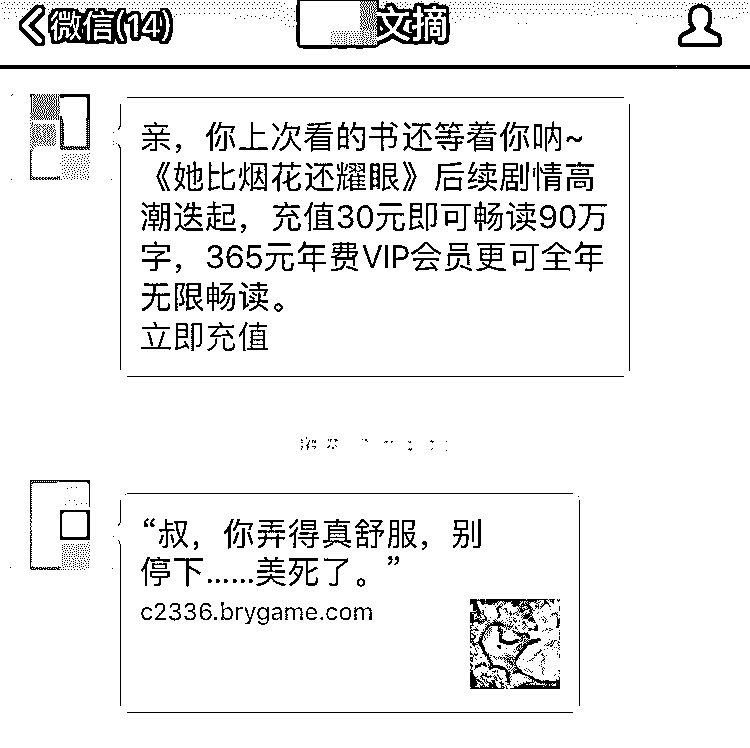 微信(14)
文摘
亲，你上次看的书还等着你呐~
《她比烟花还耀眼》后续剧情高
潮迭起，充值30元即可畅读90万
字，365元年费VIP会员更可全年
无限畅读。
立即充值
“叔，你弄得真舒服，别
停下……美死了。”
c2336.brygame.com